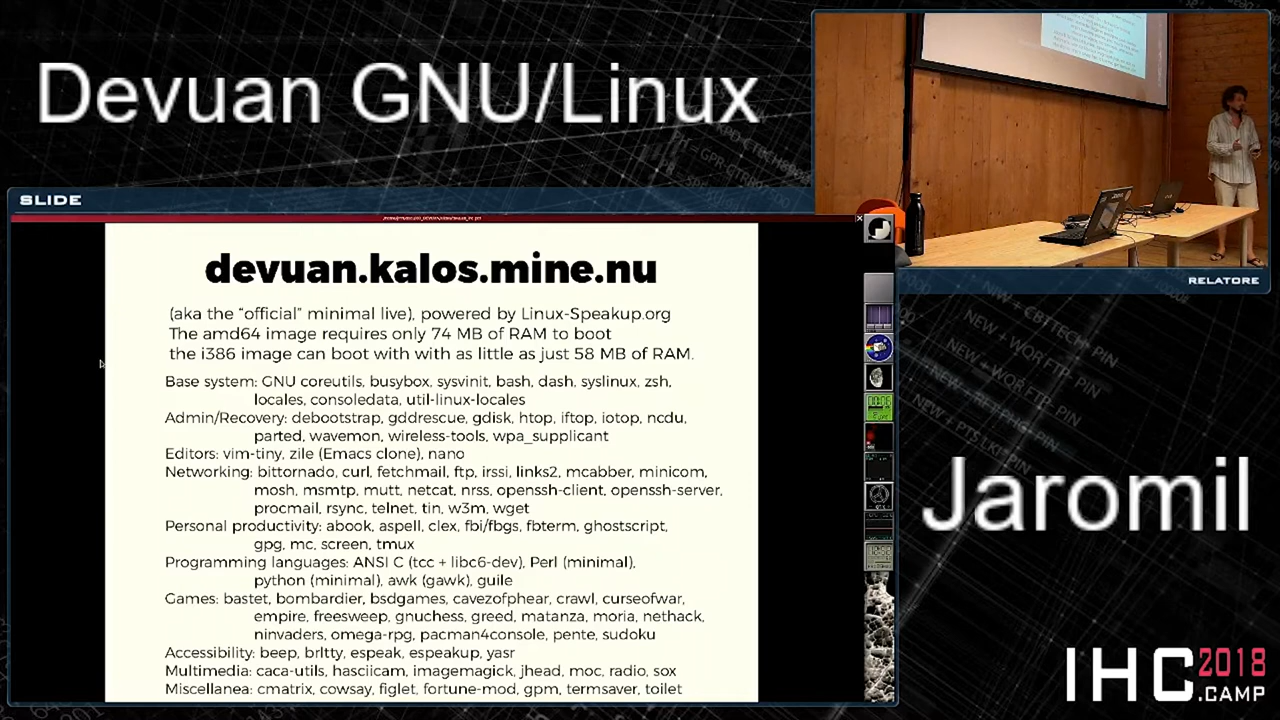 Devuan GNU/Linux
SLIDE
devuan.kalos.mine.nu
(aka the “official” minimal live), powered by Linux-Speakup.org
The amd64 image requires only 74 MB of RAM to boot
the i386 image can boot with with as little as just 58 MB of RAM.
Base system: GNU coreutils, busybox, sysvinit, bash, dash, syslinux, zsh,
locales, consoledata, util-linux-locales
Admin/Recovery: debootstrap, gddrescue, gdisk, htop, iftop, iotop, ncdu,
parted, wavemon, wireless-tools, wpa_supplicant
Editors: vim-tiny, zile (Emacs clone), nano
Networking: bittornado, curl, fetchmail, ftp, irssi, links2, mcabber, minicom,
mosh, msmtp, mutt, netcat, nrss, openssh-client, openssh-server,
procmail, rsync, telnet, tin, w3m, wget
Personal productivity: abook, aspell, clex, fbi/fbgs, fbterm, ghostscript,
gpg, mc, screen, tmux
Programming languages: ANSI C (tcc + libc6-dev), Perl (minimal),
python (minimal), awk (gawk), guile
Games: bastet, bombardier, bsdgames, cavezofphear, crawl, curseofwar,
empire, freesweep, gnuchess, greed, matanza, moria, nethack,
ninvaders, omega-rpg, pacman4console, pente, sudoku
Accessibility: beep, brltty, espeak, espeakup, yasr
Multimedia: caca-utils, hasciicam, imagemagick, jhead, moc, radio, sox
Miscellanea: cmatrix, cowsay, figlet, fortune-mod, gpm, termsaver, toilet
RELATORE
Jaromil
IHC 2018
.CAMP